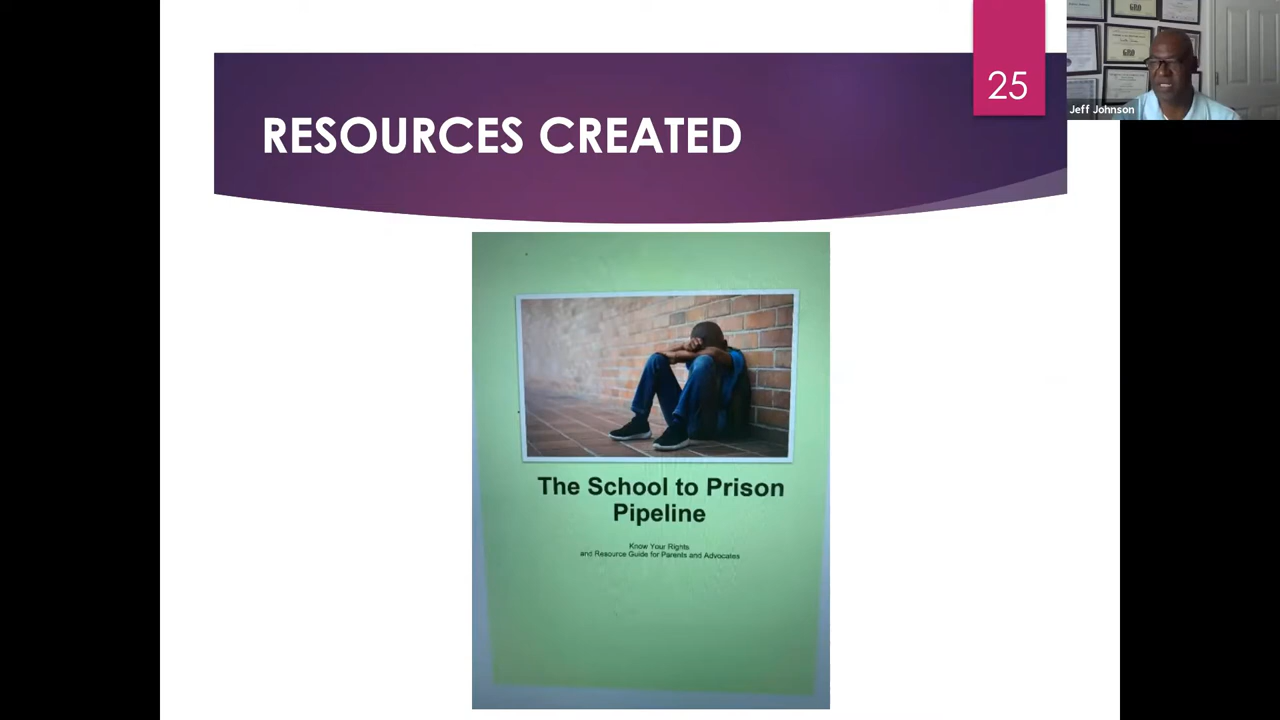 25
RESOURCES CREATED
Jeff Johnson
The School to Prison
Pipeline
Know Your Rights
and Resource Guide for Parents and Advocates